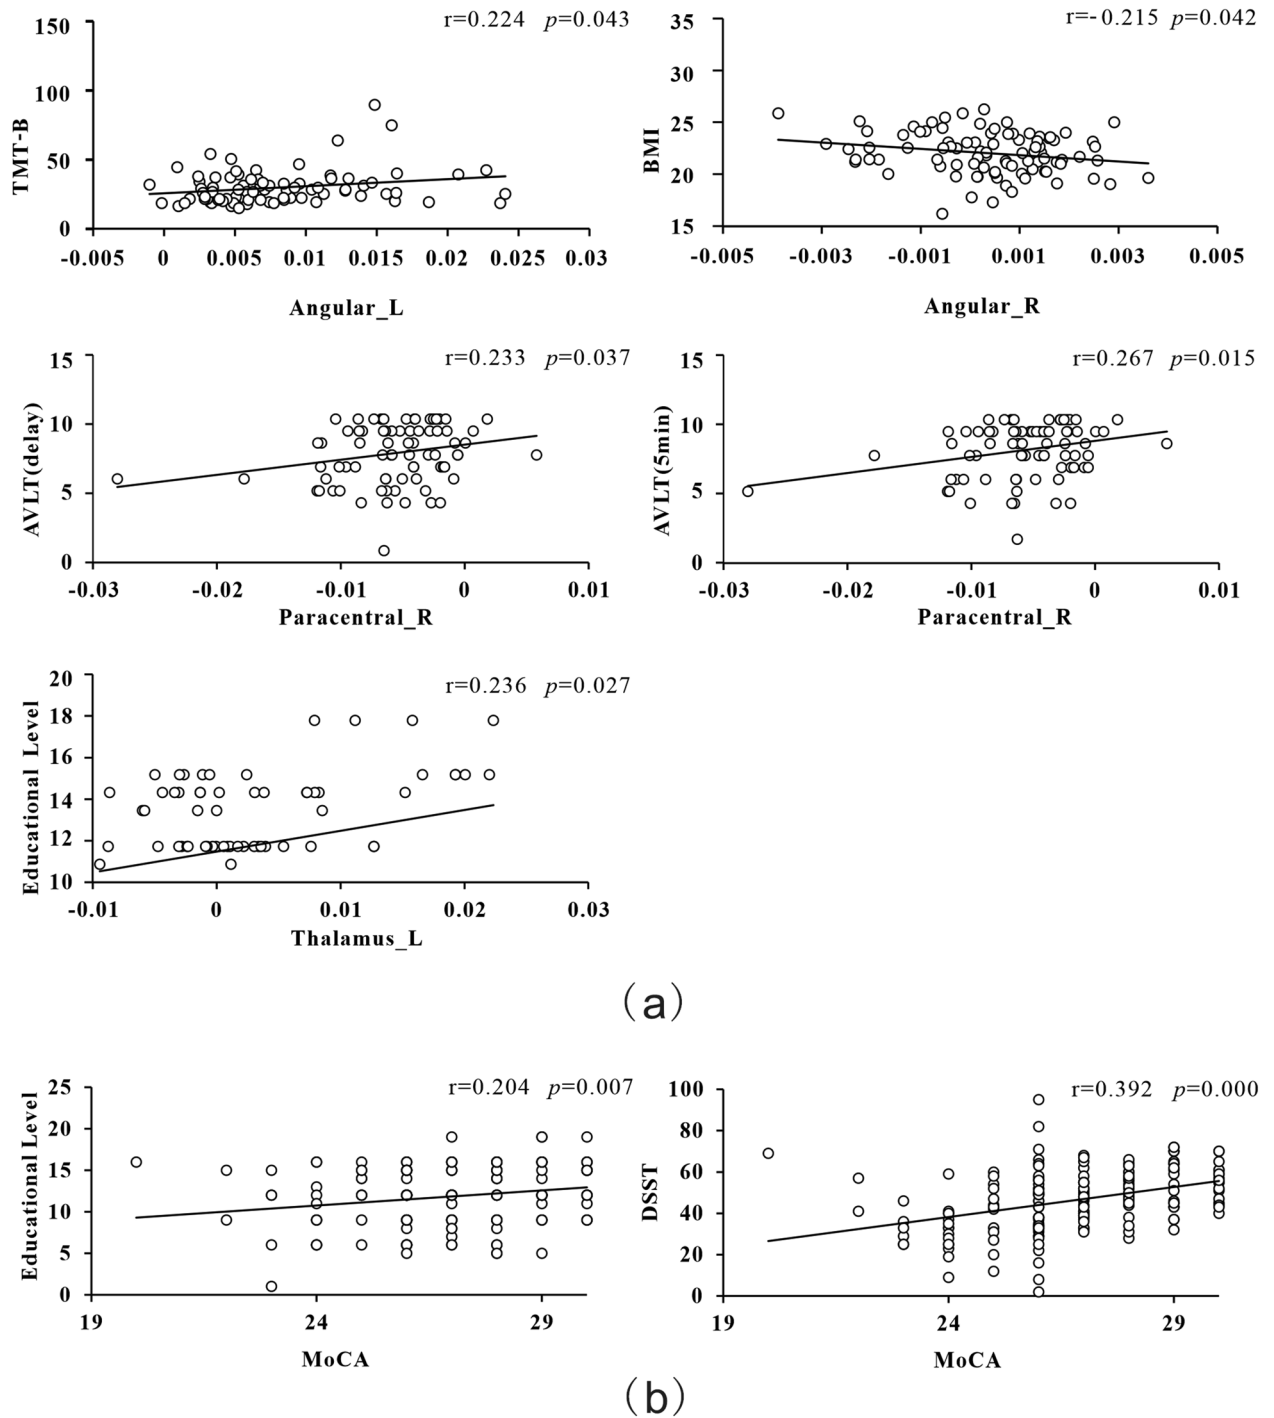 r=0.224 p=0.043
150
100
50
0
TMT-B
-0.005 0 0.005 0.01 0.015 0.02 0.025 0.03
Angular_L
r=-0.215 p=0.042
35
30
25
20
15
BMI
-0.005 -0.003 -0.001 0.001 0.003 0.005
Angular_R
r=0.233 p=0.037
15
10
5
0
AVLT(delay)
-0.03 -0.02 -0.01 0 0.01
Paracentral_R
r=0.267 p=0.015
15
10
5
0
AVLT(5min)
-0.03 -0.02 -0.01 0 0.01
Paracentral_R
r=0.236 p=0.027
20
18
16
14
12
10
Educational Level
-0.01 0 0.01 0.02 0.03
Thalamus_L
(a)
r=0.204 p=0.007
25
20
15
10
5
0
Educational Level
19 24 29
MoCA
r=0.392 p=0.000
100
80
60
40
20
0
DSST
19 24 29
MoCA
(b)